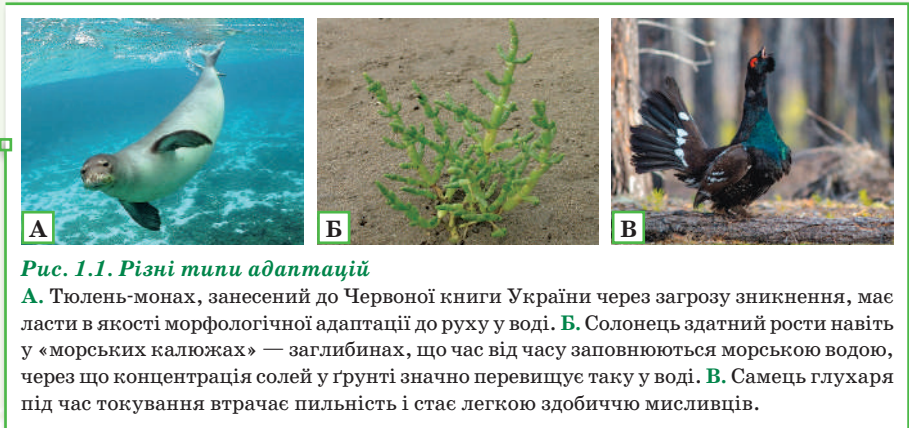 А
Б
В
Рис. 1.1. Різні типи адаптацій
А. Тюлень-монах, занесений до Червоної книги України через загрозу зникнення, має
ласти в якості морфологічної адаптації до руху у воді. Б. Солонець здатний рости навіть
у «морських калюжах» — заглибинах, що час від часу заповнюються морською водою,
через що концентрація солей у ґрунті значно перевищує таку у воді. В. Самець глухаря
під час токування втрачає пильність і стає легкою здобиччю мисливців.